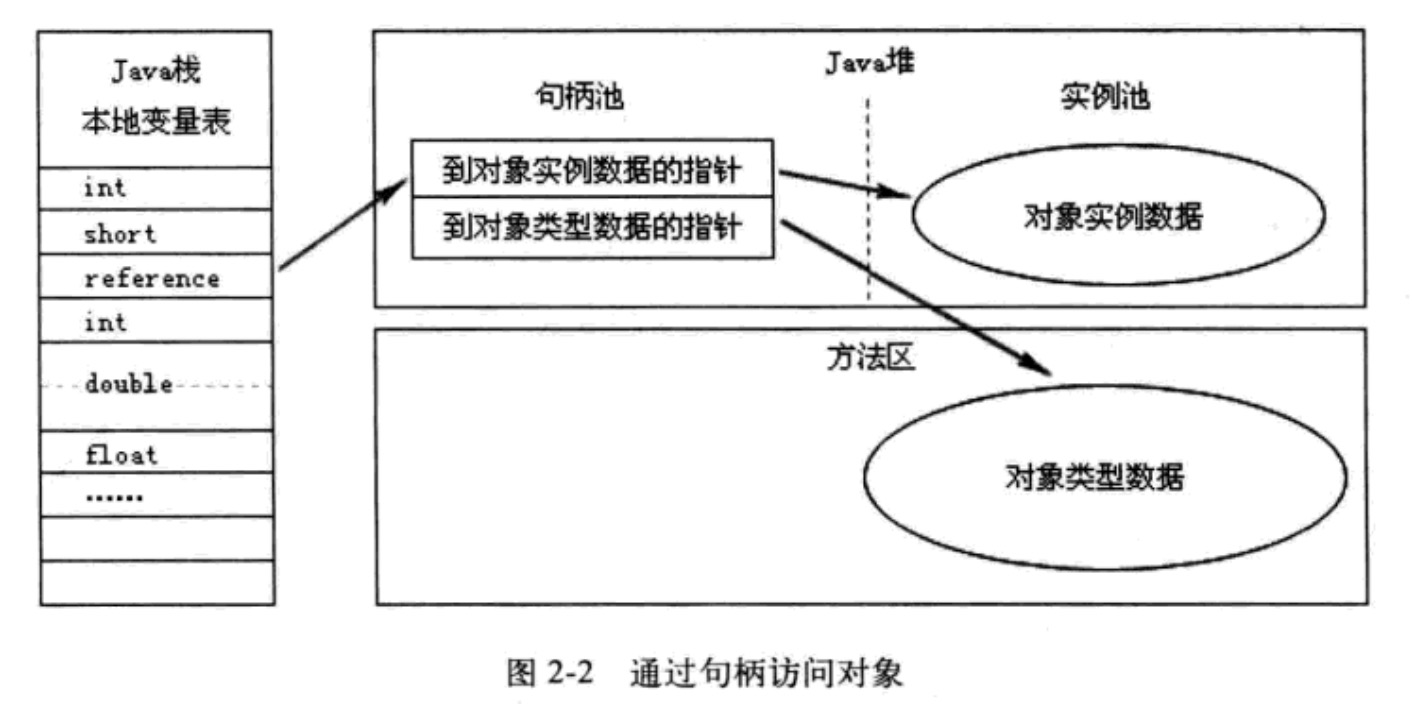 Java栈
本地变量表
int
short
reference
int
double
float
……
Java堆
句柄池
实例池
到对象实例数据的指针
到对象类型数据的指针
对象实例数据
方法区
对象类型数据
图 2-2 通过句柄访问对象